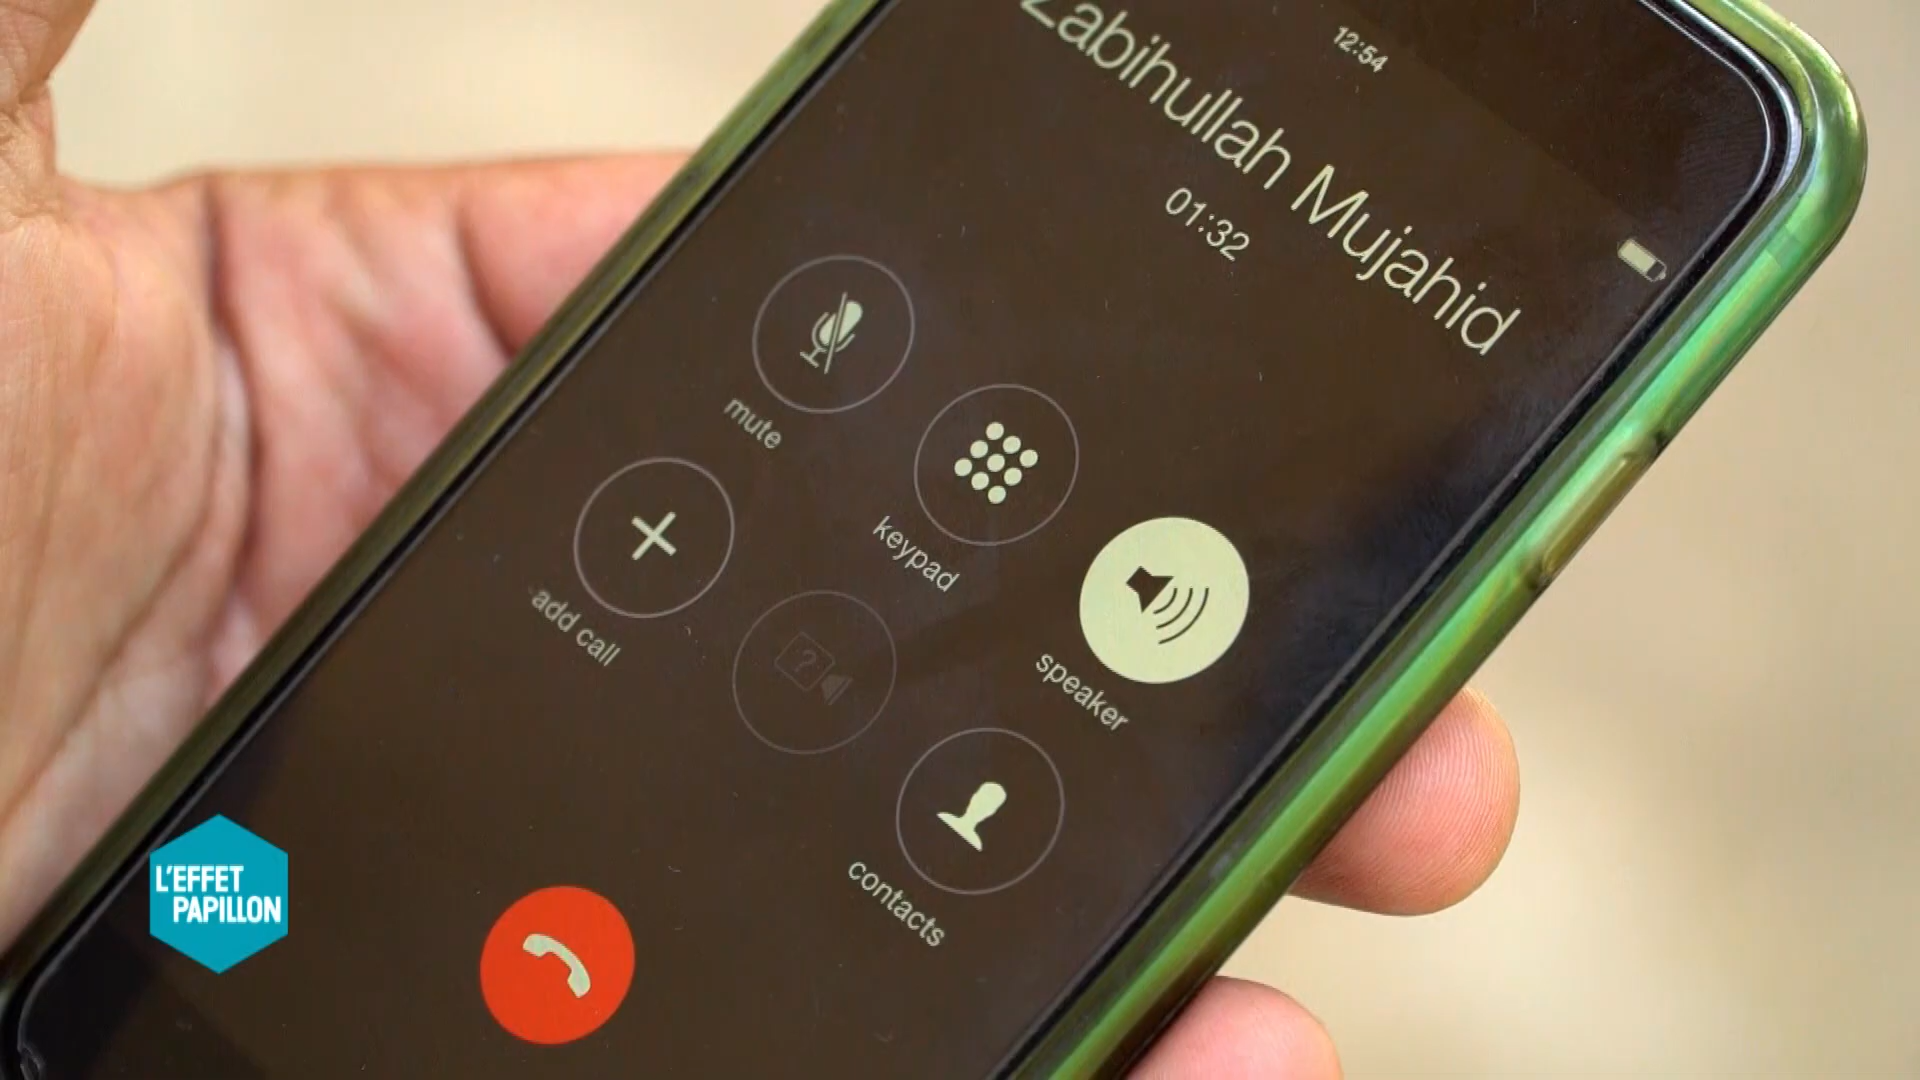 12:54
Zabihullah Mujahid
01:32
mute
keypad
speaker
add call
?
contacts
L'EFFET
PAPILLON